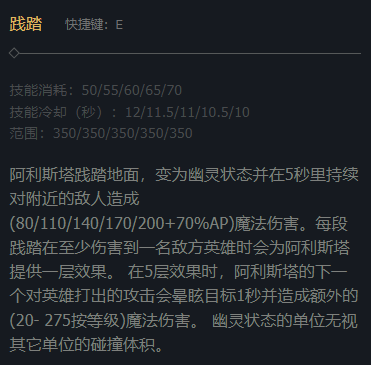 践踏 快捷键：E
技能消耗：50/55/60/65/70
技能冷却（秒）：12/11.5/11/10.5/10
范围：350/350/350/350/350
阿利斯塔践踏地面，变为幽灵状态并在5秒里持续
对附近的敌人造成
(80/110/140/170/200+70%AP)魔法伤害。每段
践踏在至少伤害到一名敌方英雄时会为阿利斯塔
提供一层效果。 在5层效果时，阿利斯塔的下一
个对英雄打出的攻击会晕眩目标1秒并造成额外的
(20- 275按等级)魔法伤害。 幽灵状态的单位无视
其它单位的碰撞体积。